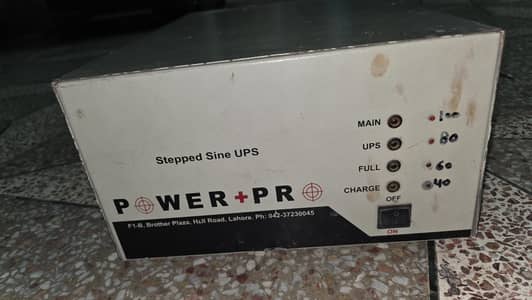 MAIN 100
UPS 80
Stepped Sine UPS
FULL 60
CHARGE 40
POWER+PRO
OFF
F1-B, Brother Plaza, Hall Road, Lahore. Ph: 042-37230045
ON